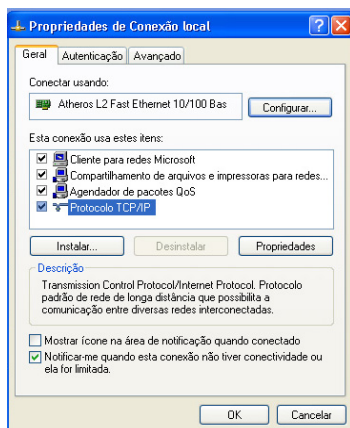 Propriedades de Conexão local
Geral Autenticação Avançado
Conectar usando:
Atheros L2 Fast Ethernet 10/100 Bas
Configurar...
Esta conexão usa estes itens:
Cliente para redes Microsoft
Compartilhamento de arquivos e impressoras para redes...
Agendador de pacotes QoS
Protocolo TCP/IP
Instalar... Desinstalar Propriedades
Descrição
Transmission Control Protocol/Internet Protocol. Protocolo
padrão de rede de longa distância que possibilita a
comunicação entre diversas redes interconectadas.
Mostrar ícone na área de notificação quando conectado
Notificar-me quando esta conexão não tiver conectividade ou
ela for limitada.
OK Cancelar